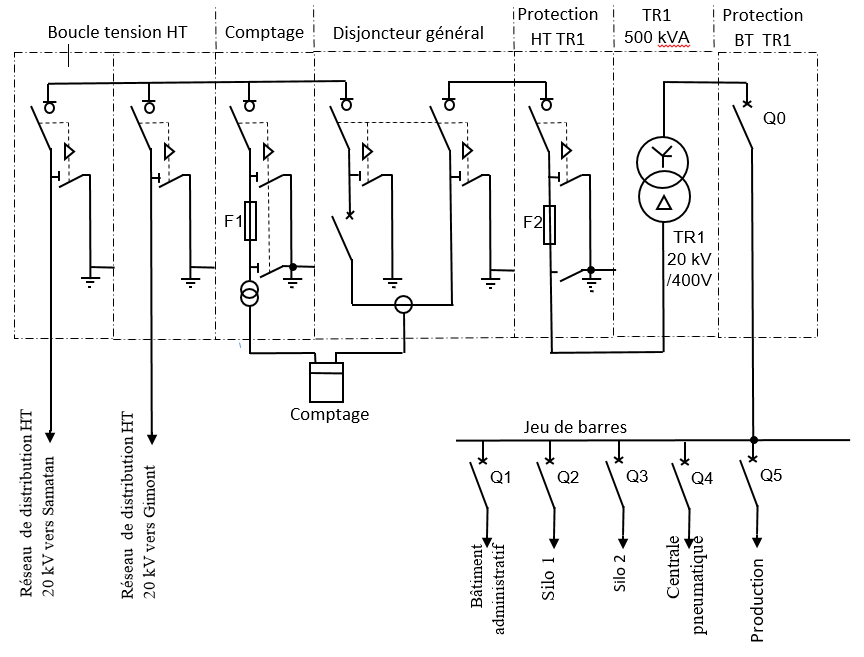 Boucle tension HT
Comptage
Disjoncteur général
Protection
HT TR1
TR1
500 kVA
Protection
BT TR1
Q0
F1
F2
TR1
20 kV
/400V
Comptage
Réseau de distribution HT
20 kV vers Samatan
Réseau de distribution HT
20 kV vers Gimont
Jeu de barres
Q1
Q2
Q3
Q4
Q5
Bâtiment
administratif
Silo 1
Silo 2
Centrale
pneumatique
Production